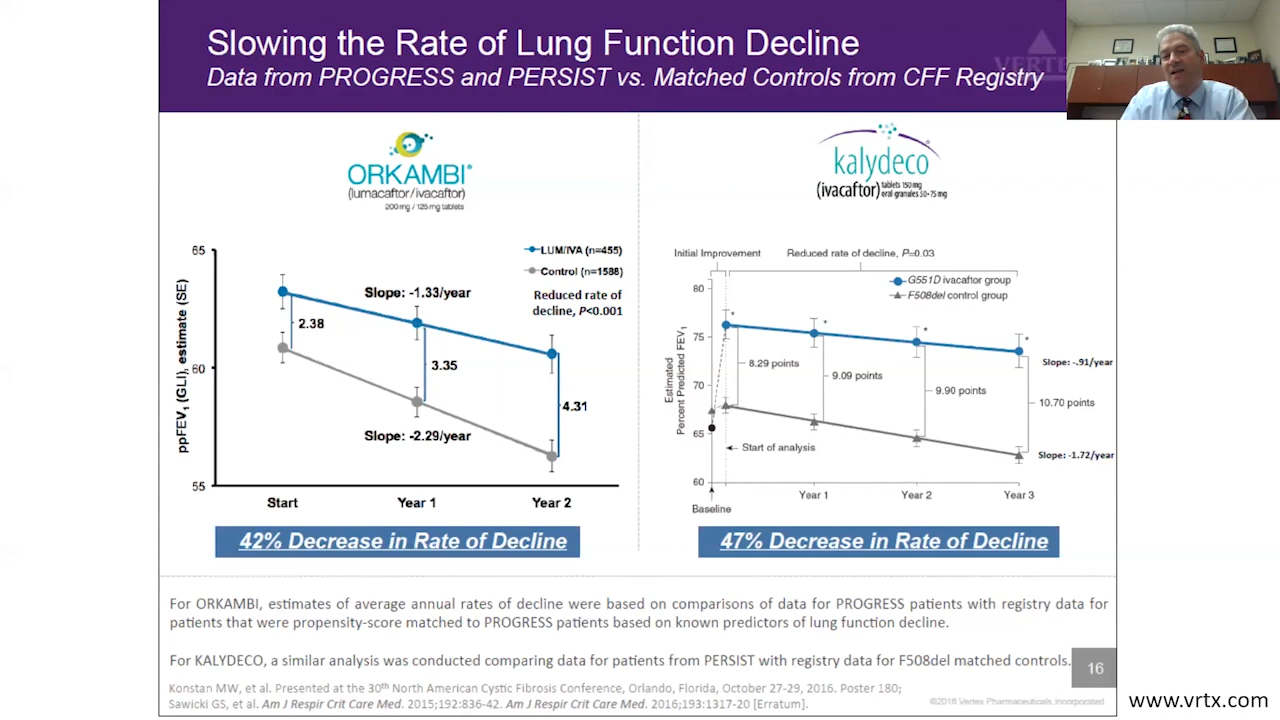 Slowing the Rate of Lung Function Decline
Data from PROGRESS and PERSIST vs. Matched Controls from CFF Registry
ORKAMBI®
(lumacaftor/ivacaftor)
200 mg / 125 mg tablets
65
60
55
ppFEV₁ (GLI), estimate (SE)
LUM/IVA (n=455)
Control (n=1588)
Reduced rate of
decline, P<0.001
Slope: -1.33/year
2.38
3.35
4.31
Slope: -2.29/year
Start
Year 1
Year 2
42% Decrease in Rate of Decline
kalydeco®
(ivacaftor) tablets 150 mg
oral granules 50•75 mg
Initial Improvement
Reduced rate of decline, P=0.03
G551D ivacaftor group
F508del control group
80
75
70
65
60
Estimated
Percent Predicted FEV₁
*
*
*
*
8.29 points
9.09 points
9.90 points
10.70 points
Slope: -.91/year
Slope: -1.72/year
Start of analysis
Baseline
Year 1
Year 2
Year 3
47% Decrease in Rate of Decline
For ORKAMBI, estimates of average annual rates of decline were based on comparisons of data for PROGRESS patients with registry data for
patients that were propensity-score matched to PROGRESS patients based on known predictors of lung function decline.
For KALYDECO, a similar analysis was conducted comparing data for patients from PERSIST with registry data for F508del matched controls.
16
Konstan MW, et al. Presented at the 30th North American Cystic Fibrosis Conference, Orlando, Florida, October 27-29, 2016. Poster 180;
Sawicki GS, et al. Am J Respir Crit Care Med. 2015;192:836-42. Am J Respir Crit Care Med. 2016;193:1317-20 [Erratum].
©2016 Vertex Pharmaceuticals Incorporated
www.vrtx.com